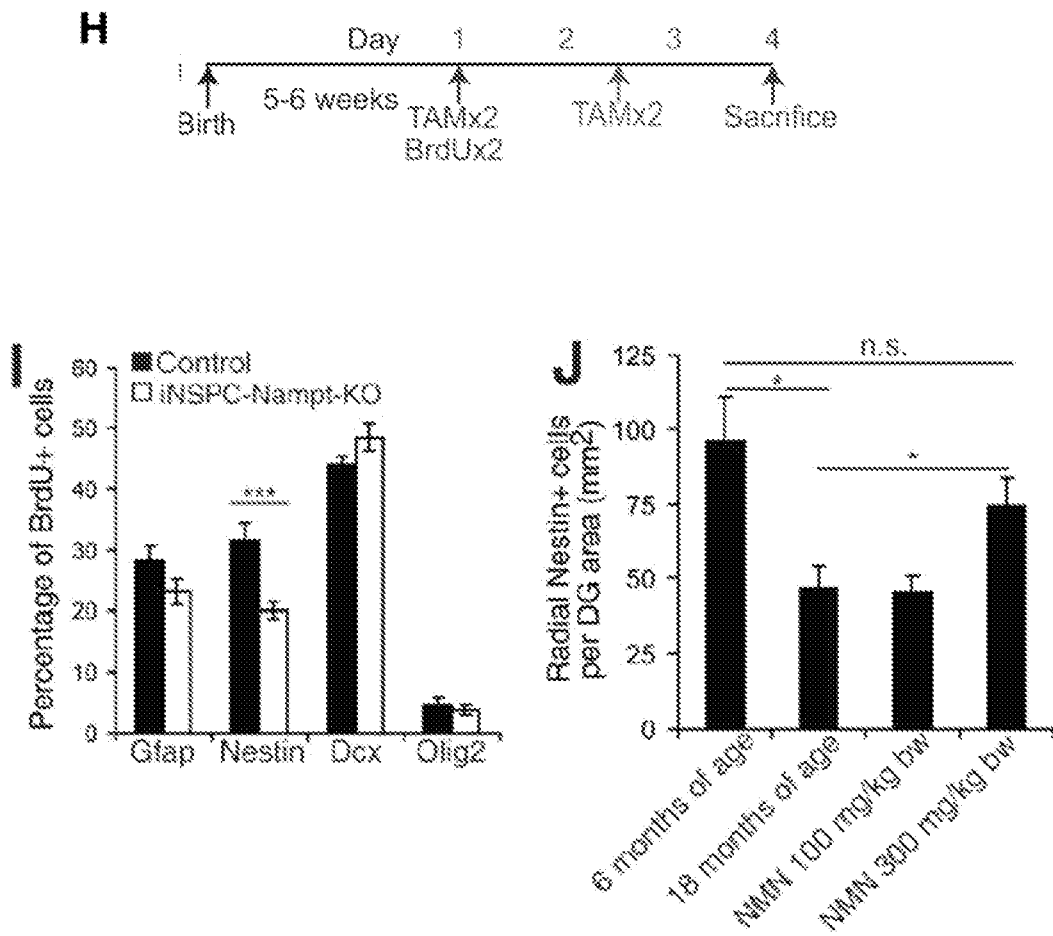 H
Day 1 2 3 4
5-6 weeks
Birth TAMx2 TAMx2 Sacrifice
BrdUx2
I
Control
iNSPC-Nampt-KO
Percentage of BrdU+ cells
60
50
40
30
20
10
0
***
Gfap Nestin Dcx Olig2
J
Radial Nestin+ cells
per DG area (mm2)
125
100
75
50
25
0
n.s.
*
*
6 months of age
18 months of age
NMN 100 mg/kg bw
NMN 300 mg/kg bw